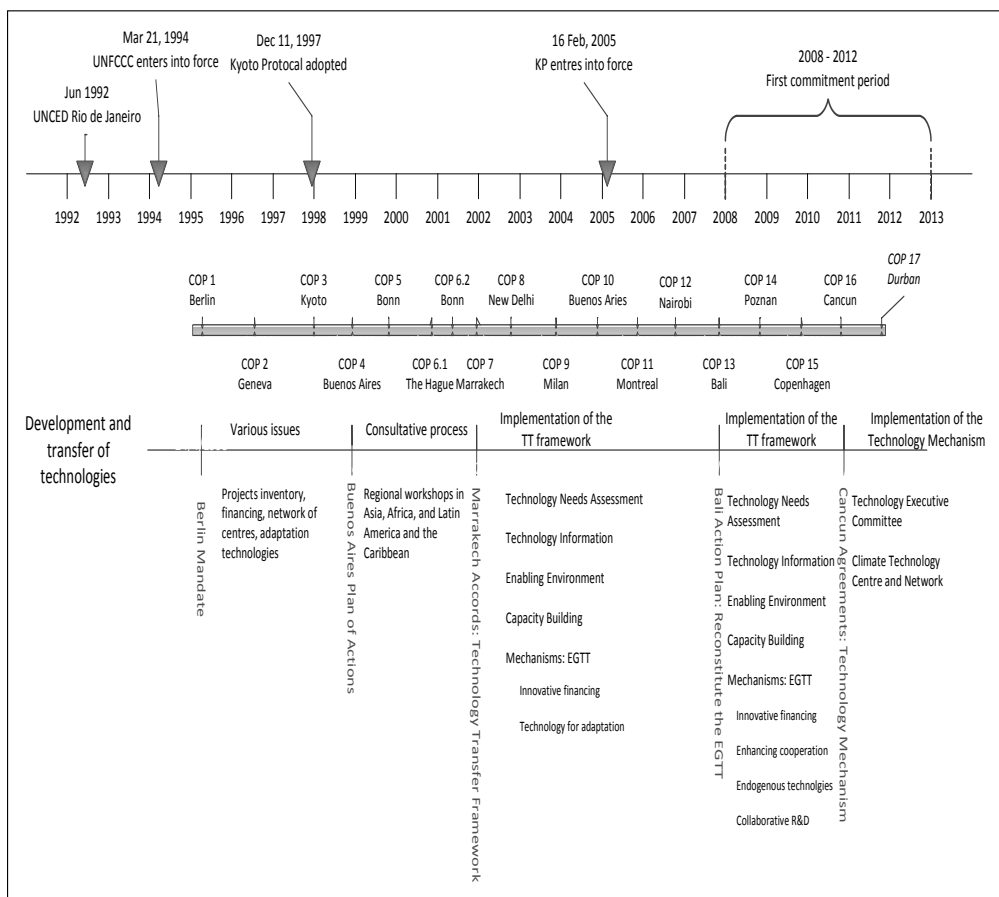 Mar 21, 1994
UNFCCC enters into force
Dec 11, 1997
Kyoto Protocal adopted
16 Feb, 2005
KP entres into force
2008 - 2012
First commitment period
Jun 1992
UNCED Rio de Janeiro
1992 1993 1994 1995 1996 1997 1998 1999 2000 2001 2002 2003 2004 2005 2006 2007 2008 2009 2010 2011 2012 2013
COP 1
Berlin
COP 3
Kyoto
COP 5
Bonn
COP 6.2
Bonn
COP 8
New Delhi
COP 10
Buenos Aries
COP 12
Nairobi
COP 14
Poznan
COP 16
Cancun
COP 17
Durban
COP 2
Geneva
COP 4
Buenos Aires
COP 6.1
The Hague
COP 7
Marrakech
COP 9
Milan
COP 11
Montreal
COP 13
Bali
COP 15
Copenhagen
Development and
transfer of
technologies
Various issues
Consultative process
Implementation of the
TT framework
Implementation of the
TT framework
Implementation of the
Technology Mechanism
Berlin Mandate
Projects inventory,
financing, network of
centres, adaptation
technologies
Buenos Aires Plan of Actions
Regional workshops in
Asia, Africa, and Latin
America and the
Caribbean
Marrakech Accords: Technology Transfer Framework
Technology Needs Assessment
Technology Information
Enabling Environment
Capacity Building
Mechanisms: EGTT
Innovative financing
Technology for adaptation
Bali Action Plan: Reconstitute the EGTT
Technology Needs
Assessment
Technology Information
Enabling Environment
Capacity Building
Mechanisms: EGTT
Innovative financing
Enhancing cooperation
Endogenous technolgies
Collaborative R&D
Cancun Agreements: Technology Mechanism
Technology Executive
Committee
Climate Technology
Centre and Network